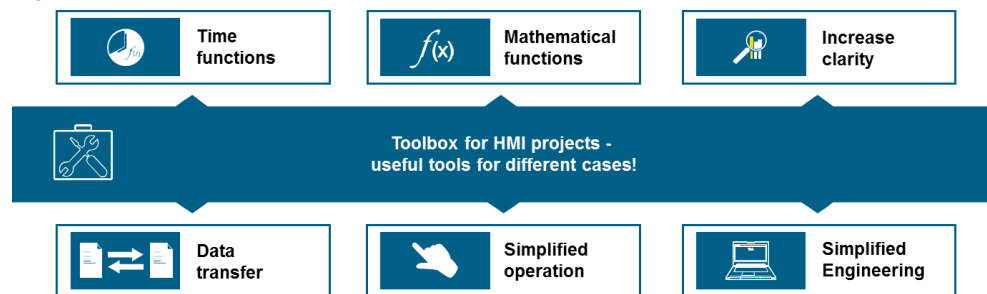 f(x)
Time
functions
f(x)
Mathematical
functions
Increase
clarity
Toolbox for HMI projects -
useful tools for different cases!
Data
transfer
Simplified
operation
Simplified
Engineering